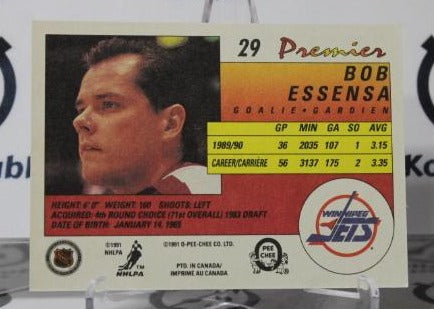 29 Premier
BOB
ESSENSA
GOALIE • GARDIEN
GP MIN GA SO AVG
1989/90 36 2035 107 1 3.15
CAREER/CARRIÈRE 56 3137 175 2 3.35
HEIGHT: 6' 0" WEIGHT: 160 SHOOTS: LEFT
ACQUIRED: 4th ROUND CHOICE (71st OVERALL) 1983 DRAFT
DATE OF BIRTH: JANUARY 14, 1965
WINNIPEG
JETS
©1991
NHLPA
NHLPA
TM
©1991 O-PEE-CHEE CO. LTD.
PTD. IN CANADA/
IMPRIMÉ AU CANADA
O
PEE
CHEE